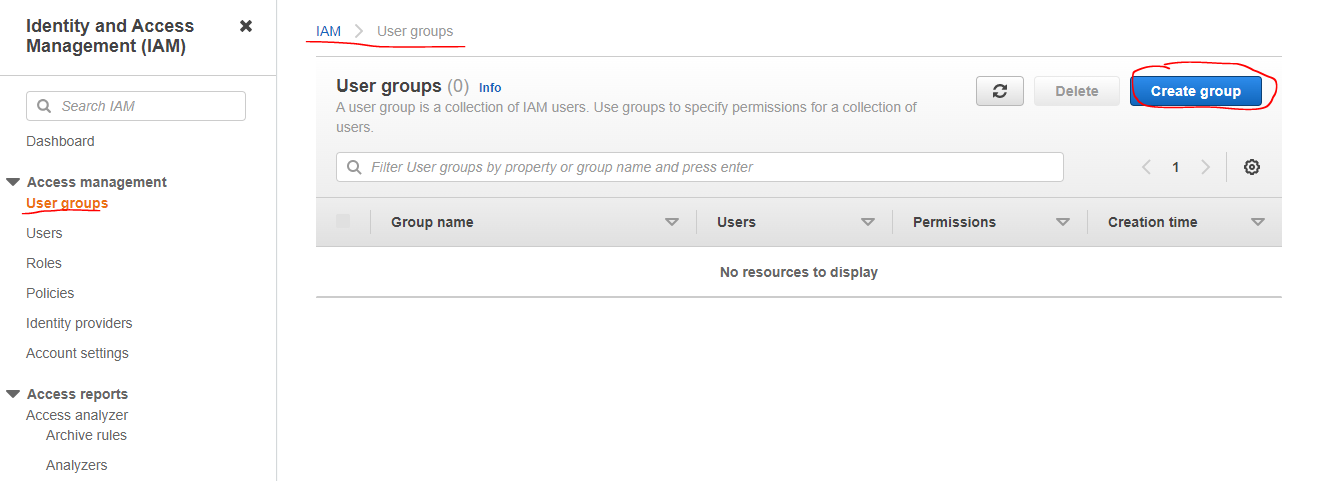 Identity and Access
Management (IAM)
Search IAM
Dashboard
Access management
User groups
Users
Roles
Policies
Identity providers
Account settings
Access reports
Access analyzer
Archive rules
Analyzers
IAM
User groups
User groups (0) Info
A user group is a collection of IAM users. Use groups to specify permissions for a collection of
users.
Delete
Create group
Filter User groups by property or group name and press enter
1
Group name
Users
Permissions
Creation time
No resources to display